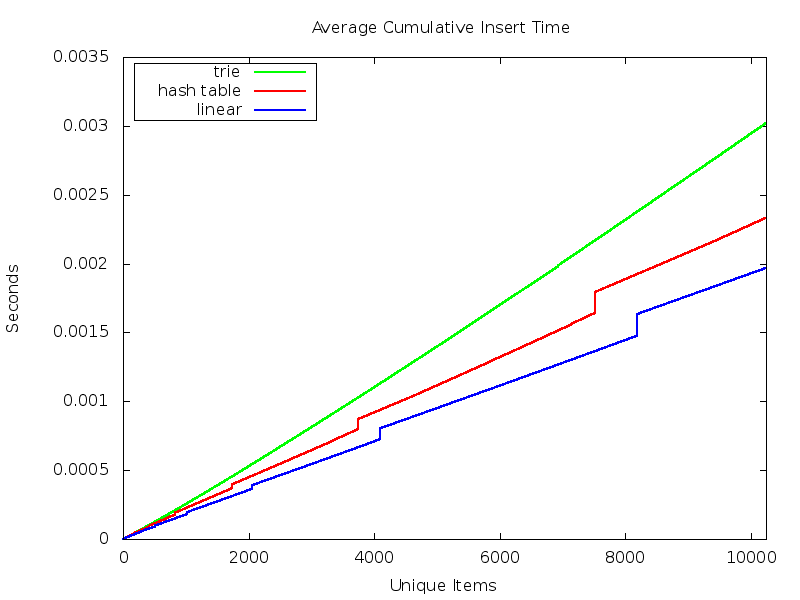 Average Cumulative Insert Time
0.0035
0.003
0.0025
0.002
0.0015
0.001
0.0005
0
Seconds
trie
hash table
linear
0 2000 4000 6000 8000 10000
Unique Items